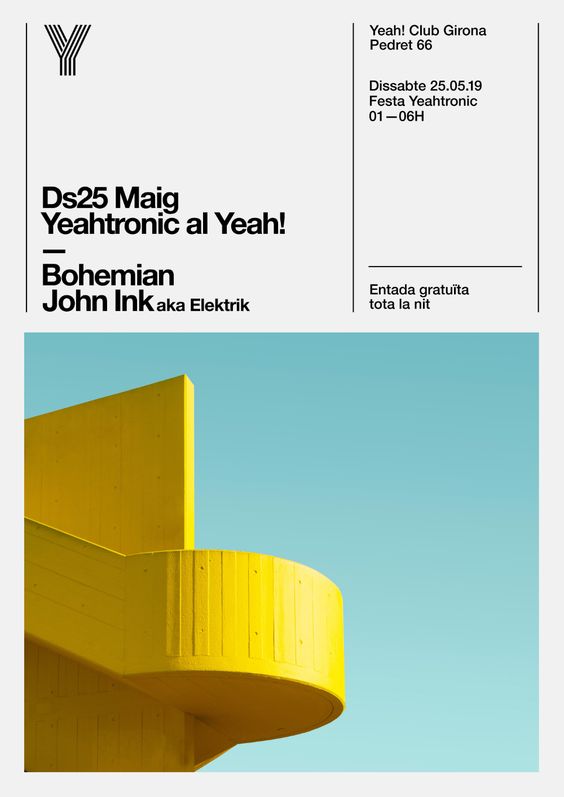 Y
Yeah! Club Girona
Pedret 66
Dissabte 25.05.19
Festa Yeahtronic
01—06H
Ds25 Maig
Yeahtronic al Yeah!
—
Bohemian
John Ink aka Elektrik
Entada gratuïta
tota la nit